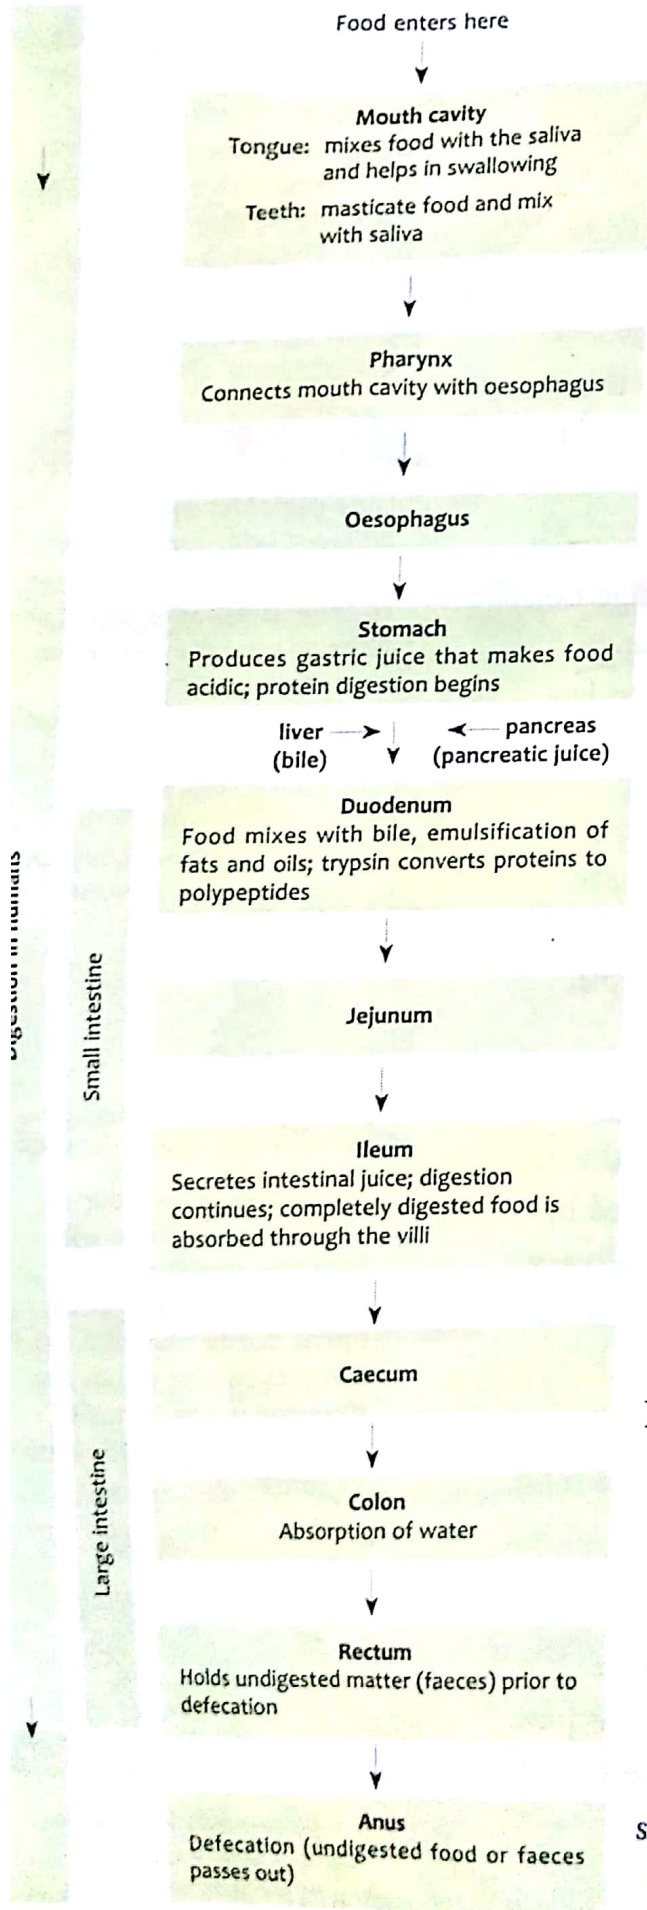 Food enters here
Mouth cavity
Tongue: mixes food with the saliva
and helps in swallowing
Teeth: masticate food and mix
with saliva
Pharynx
Connects mouth cavity with oesophagus
Oesophagus
Stomach
Produces gastric juice that makes food
acidic; protein digestion begins
liver
(bile)
pancreas
(pancreatic juice)
Duodenum
Food mixes with bile, emulsification of
fats and oils; trypsin converts proteins to
polypeptides
Jejunum
Ileum
Secretes intestinal juice; digestion
continues; completely digested food is
absorbed through the villi
Caecum
Colon
Absorption of water
Rectum
Holds undigested matter (faeces) prior to
defecation
Anus
Defecation (undigested food or faeces
passes out)
Digestion in humans
Small intestine
Large intestine
S